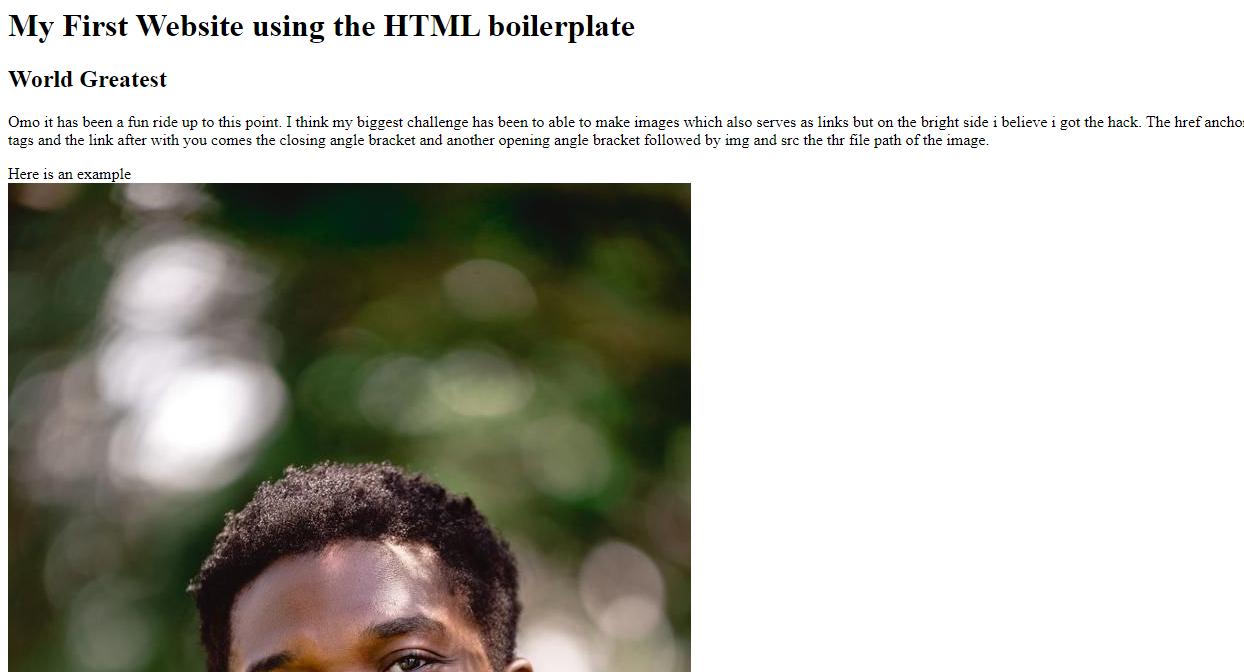 My First Website using the HTML boilerplate
World Greatest
Omo it has been a fun ride up to this point. I think my biggest challenge has been to able to make images which also serves as links but on the bright side i believe i got the hack. The href
tags and the link after with you comes the closing angle bracket and another opening angle bracket followed by img and src the thr file path of the image.
Here is an example